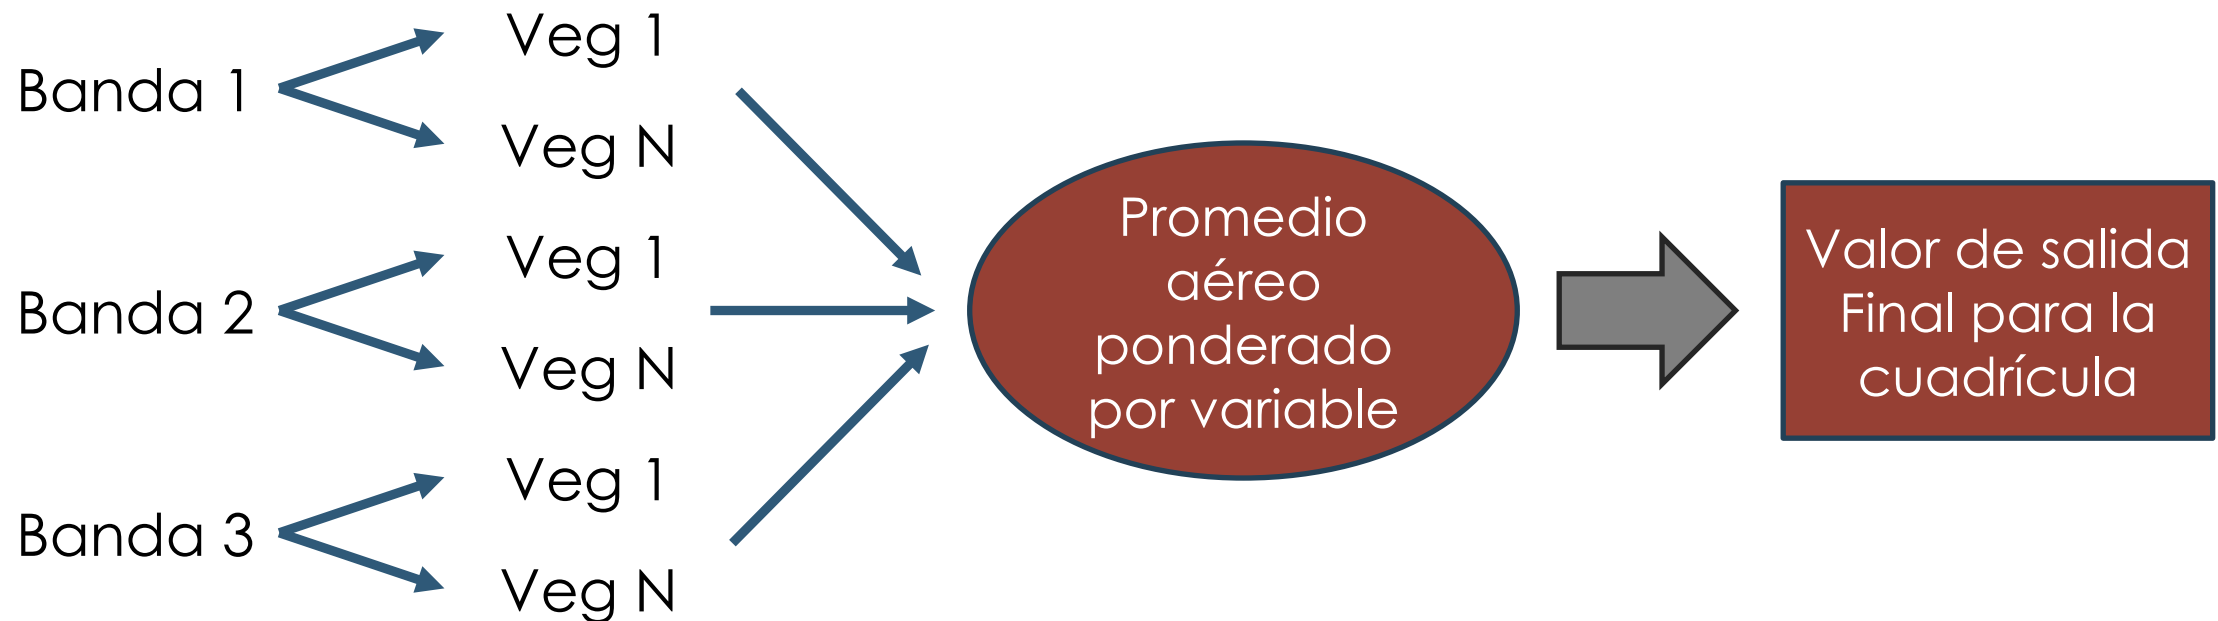 Banda 1
Veg 1
Veg N
Banda 2
Veg 1
Veg N
Banda 3
Veg 1
Veg N
Promedio
aéreo
ponderado
por variable
Valor de salida
Final para la
cuadrícula